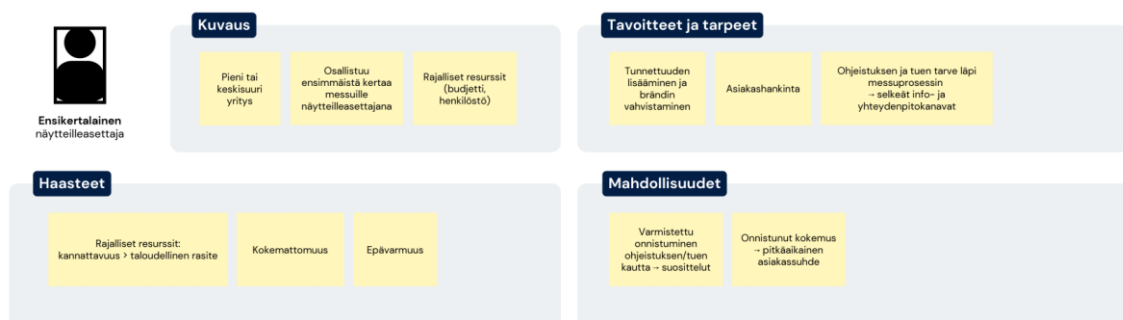 Kuvaus
Pieni tai
keskisuuri
yritys
Osallistuu
ensimmäistä kertaa
messuille
näytteilleasettajana
Rajalliset resurssit
(budjetti,
henkilöstö)
Ensikertalainen
näytteilleasettaja
Tavoitteet ja tarpeet
Tunnettuuden
lisääminen ja
brändin
vahvistaminen
Asiakashankinta
Ohjeistuksen ja tuen tarve läpi
messuprosessin
→ selkeät info- ja
yhteydenpitokanavat
Haasteet
Rajalliset resurssit:
kannattavuus > taloudellinen rasite
Kokemattomuus
Epävarmuus
Mahdollisuudet
Varmistettu
onnistuminen
ohjeistuksen/tuen
kautta → suosittelut
Onnistunut kokemus
→ pitkäaikainen
asiakassuhde